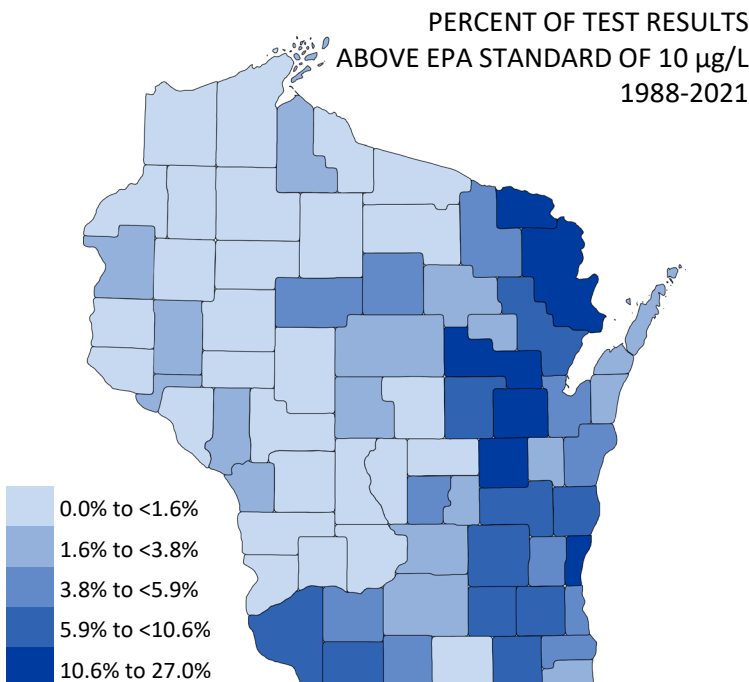 PERCENT OF TEST RESULTS
ABOVE EPA STANDARD OF 10 µg/L
1988-2021
0.0% to <1.6%
1.6% to <3.8%
3.8% to <5.9%
5.9% to <10.6%
10.6% to 27.0%